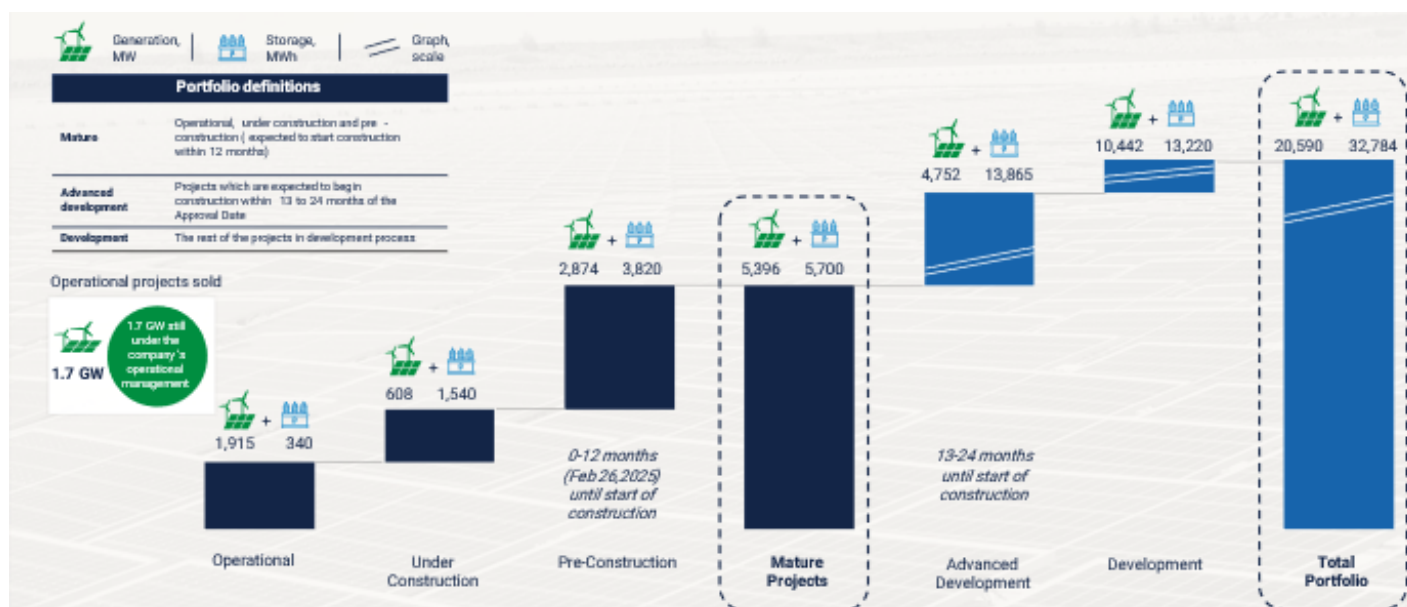 Generation, MW
Storage, MWh
Graph, scale
Portfolio definitions
Mature
Operational, under construction and pre -
construction ( expected to start construction
within 12 months)
Advanced
development
Projects which are expected to begin
construction within 13 to 24 months of the
Approval Date
Development
The rest of the projects in development process
Operational projects sold
1.7 GW
1.7 GW still
under the
company's
operational
management
+
1,915 340
+
608 1,540
+
2,874 3,820
+
5,396 5,700
+
4,752 13,865
+
10,442 13,220
+
20,590 32,784
0-12 months
(Feb 26,2025)
until start of
construction
13-24 months
until start of
construction
Operational
Under
Construction
Pre-Construction
Mature
Projects
Advanced
Development
Development
Total
Portfolio